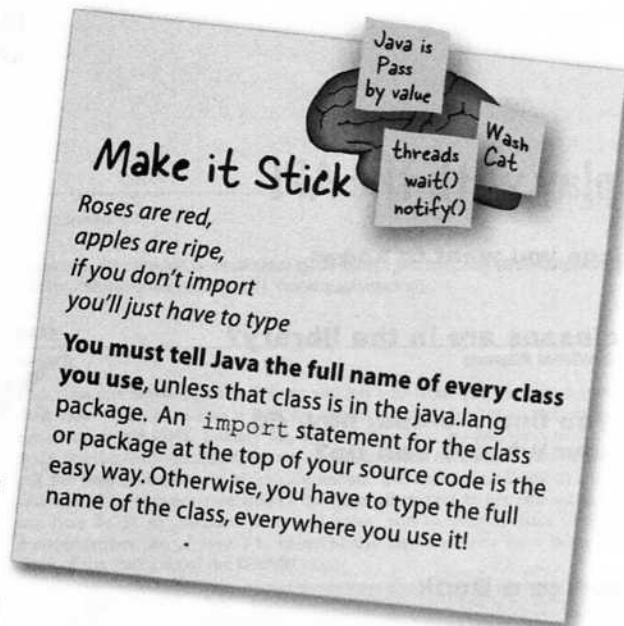 Java is
Pass
by value
Wash
Cat
threads
wait()
notify()
Make it Stick
Roses are red,
apples are ripe,
if you don't import
you'll just have to type
You must tell Java the full name of every class
you use, unless that class is in the java.lang
package. An import statement for the class
or package at the top of your source code is the
easy way. Otherwise, you have to type the full
name of the class, everywhere you use it!